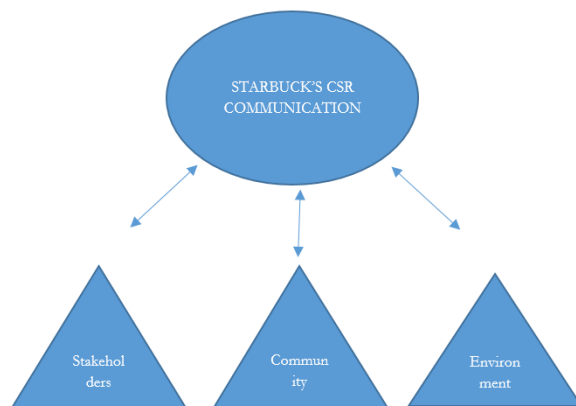 STARBUCK’S CSR
COMMUNICATION
Stakehol
ders
Commun
ity
Environ
ment